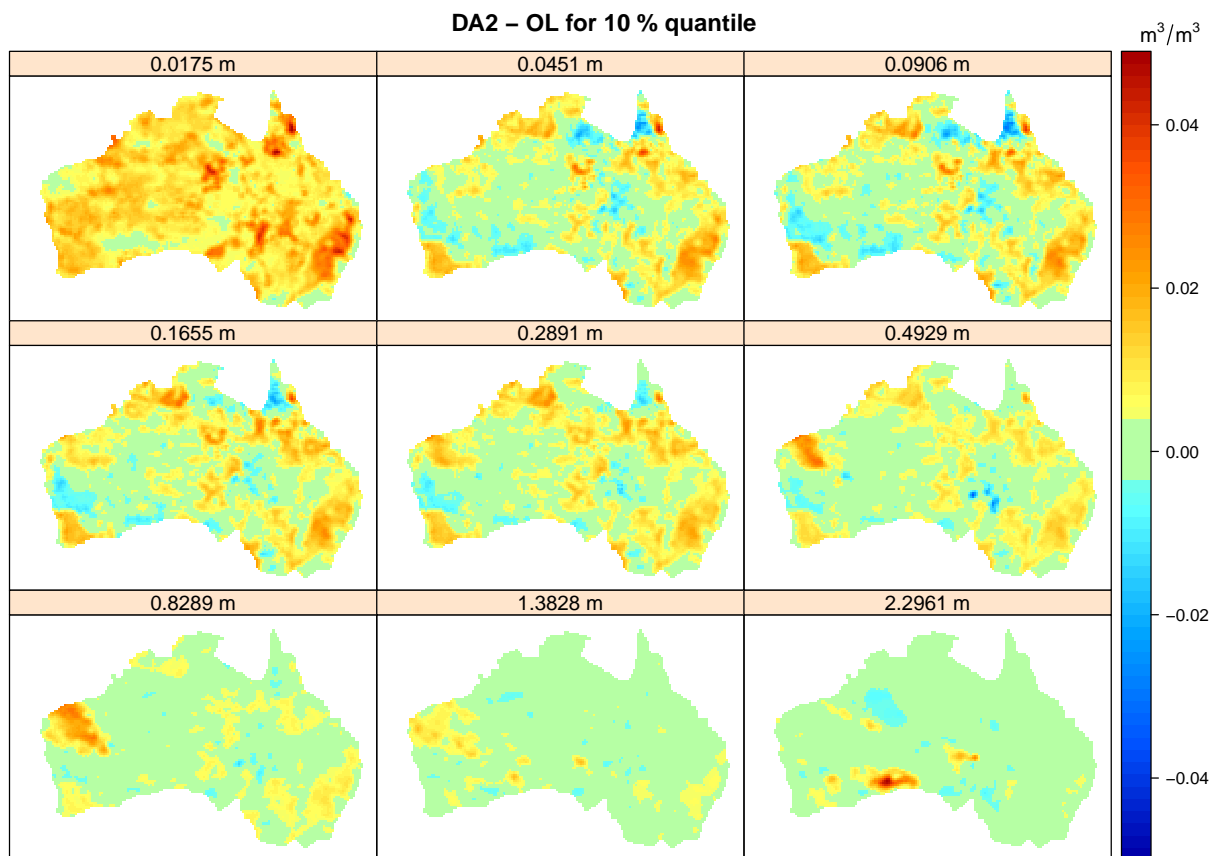 DA2 − OL for 10 % quantile
m³/m³
0.0175 m
0.0451 m
0.0906 m
0.04
0.02
0.1655 m
0.2891 m
0.4929 m
0.00
0.8289 m
1.3828 m
2.2961 m
−0.02
−0.04